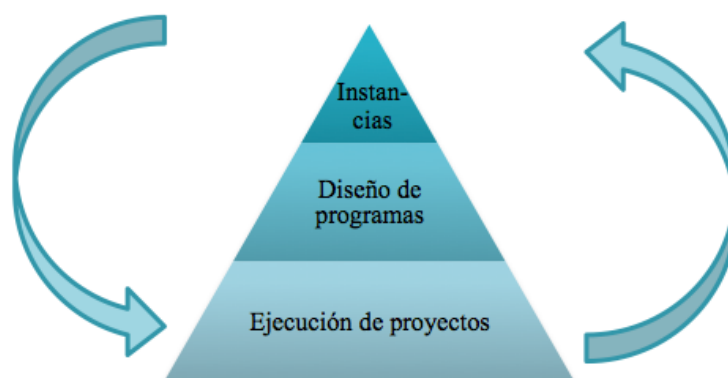 Instan-
cias
Diseño de
programas
Ejecución de proyectos